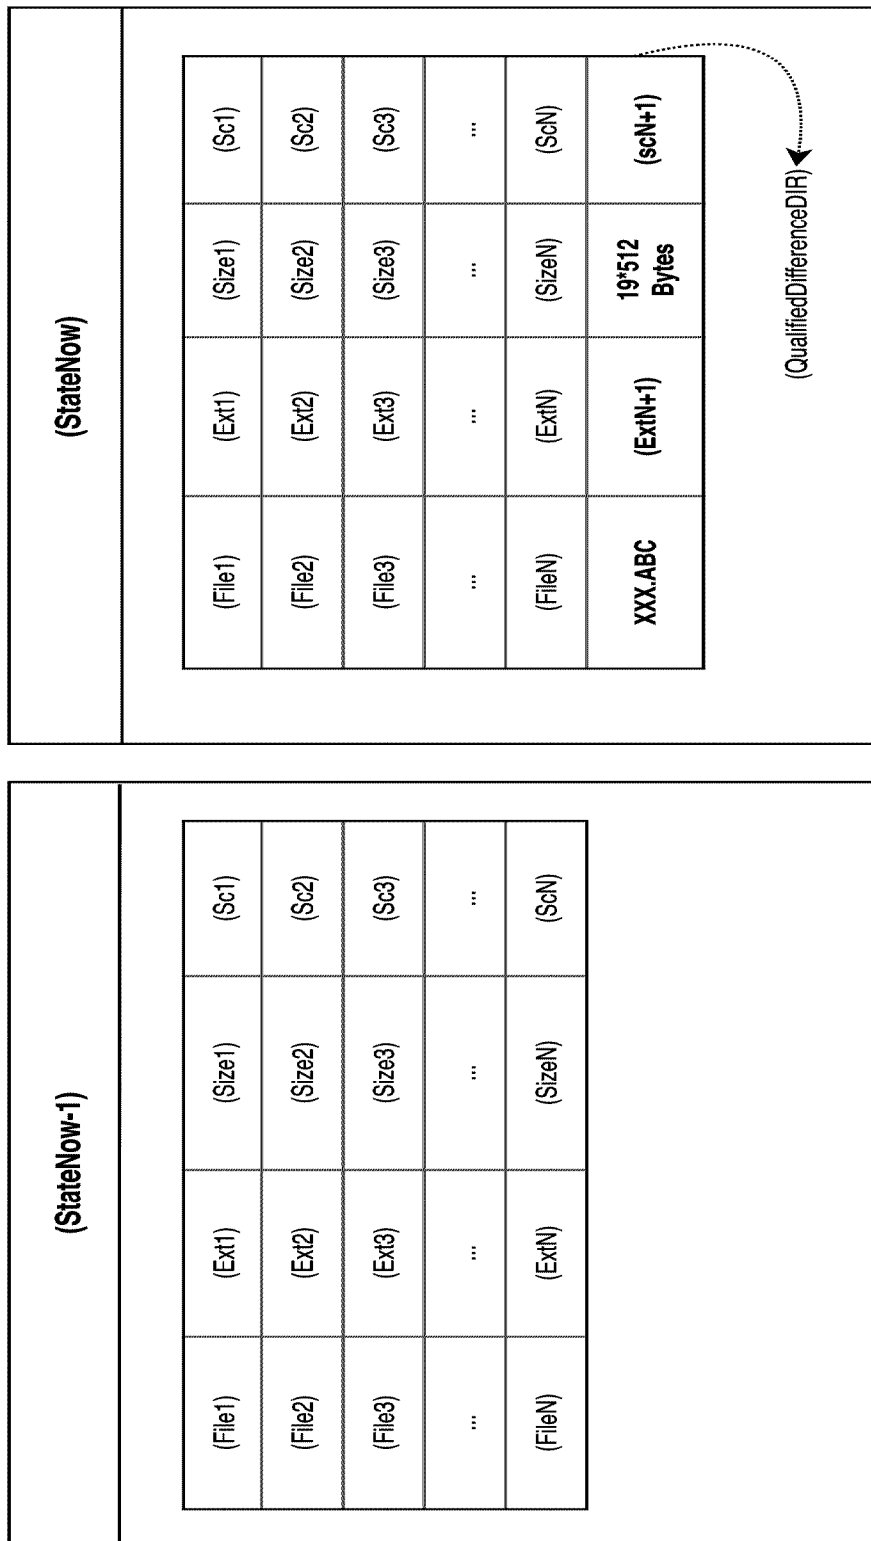 (StateNow-1)
(File1) (Ext1) (Size1) (Sc1)
(File2) (Ext2) (Size2) (Sc2)
(File3) (Ext3) (Size3) (Sc3)
... ... ... ...
(FileN) (ExtN) (SizeN) (ScN)
(StateNow)
(File1) (Ext1) (Size1) (Sc1)
(File2) (Ext2) (Size2) (Sc2)
(File3) (Ext3) (Size3) (Sc3)
... ... ... ...
(FileN) (ExtN) (SizeN) (ScN)
XXX.ABC (ExtN+1) 19*512 Bytes (scN+1)
(QualifiedDifferenceDIR)